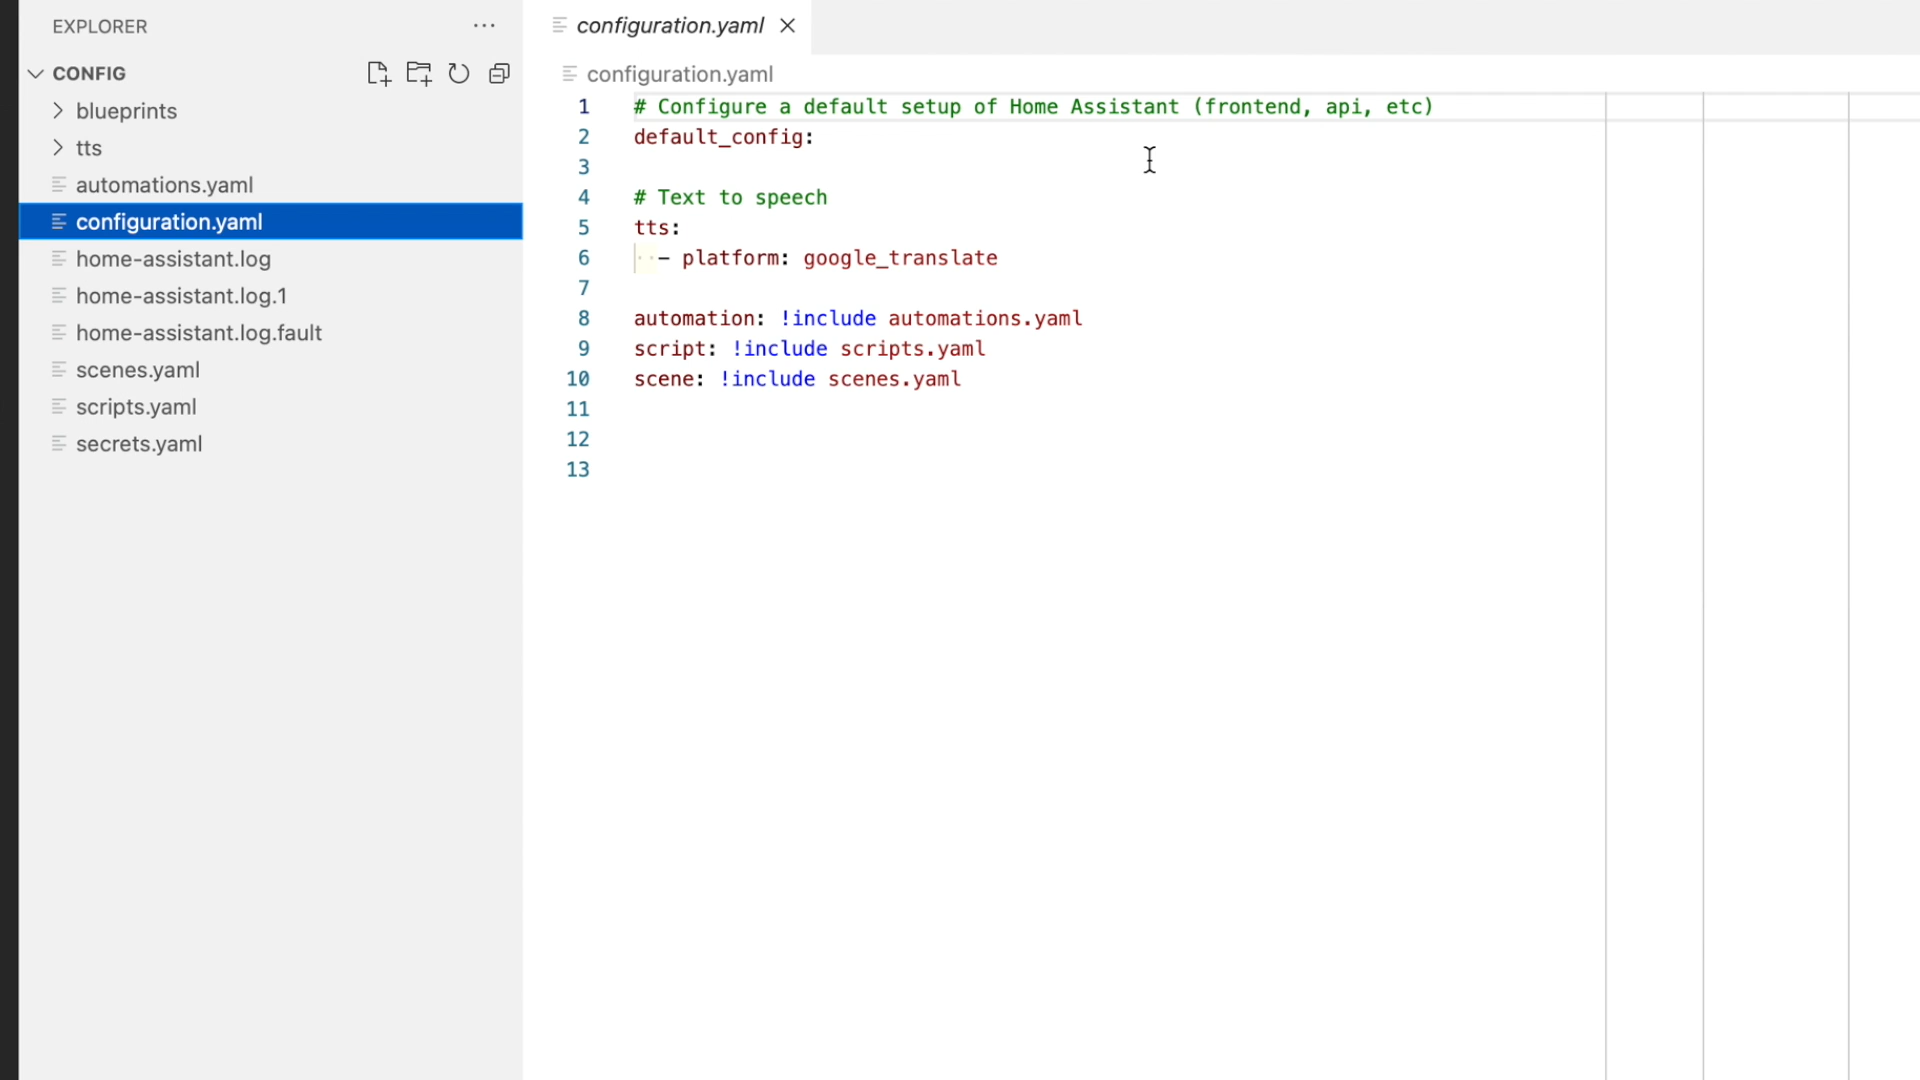 EXPLORER
CONFIG
blueprints
tts
automations.yaml
configuration.yaml
home-assistant.log
home-assistant.log.1
home-assistant.log.fault
scenes.yaml
scripts.yaml
secrets.yaml
configuration.yaml
configuration.yaml
1 # Configure a default setup of Home Assistant (frontend, api, etc)
2 default_config:
3
4 # Text to speech
5 tts:
6 - platform: google_translate
7
8 automation: !include automations.yaml
9 script: !include scripts.yaml
10 scene: !include scenes.yaml
11
12
13